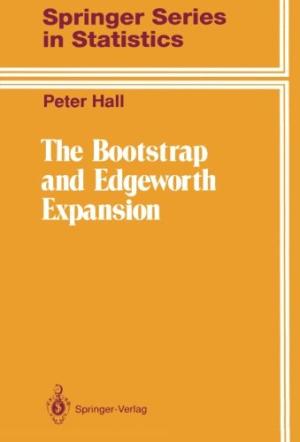 Springer Series
in Statistics
Peter Hall
The Bootstrap
and Edgeworth
Expansion
Springer-Verlag